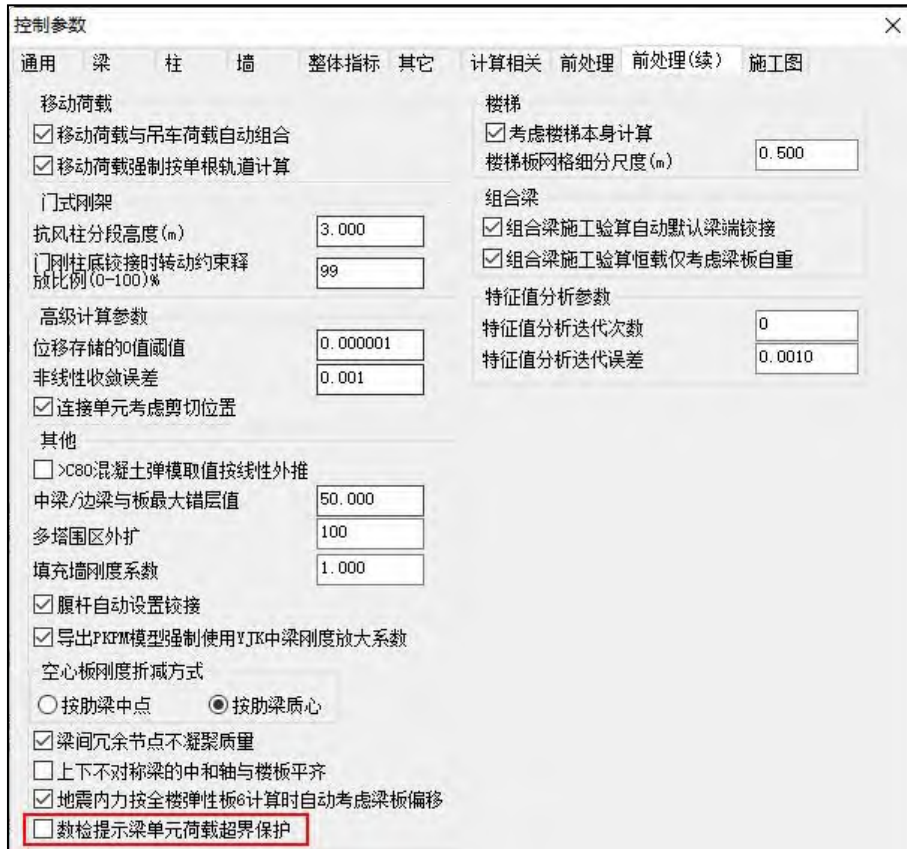 控制参数
通用 梁 柱 墙 整体指标 其它 计算相关 前处理 前处理(续) 施工图
移动荷载
移动荷载与吊车荷载自动组合
移动荷载强制按单根轨道计算
门式刚架
抗风柱分段高度(m) 3.000
门刚柱底铰接时转动约束释
放比例(0-100)% 99
高级计算参数
位移存储的0值阈值 0.000001
非线性收敛误差 0.001
连接单元考虑剪切位置
其他
>C80混凝土弹模取值按线性外推
中梁/边梁与板最大错层值 50.000
多塔围区外扩 100
填充墙刚度系数 1.000
腹杆自动设置铰接
导出PKPM模型强制使用YJK中梁刚度放大系数
空心板刚度折减方式
按肋梁中点 按肋梁质心
梁间冗余节点不凝聚质量
上下不对称梁的中和轴与楼板平齐
地震内力按全楼弹性板6计算时自动考虑梁板偏移
数检提示梁单元荷载超界保护
楼梯
考虑楼梯本身计算
楼梯板网格细分尺度(m) 0.500
组合梁
组合梁施工验算自动默认梁端铰接
组合梁施工验算恒载仅考虑梁板自重
特征值分析参数
特征值分析迭代次数 0
特征值分析迭代误差 0.0010